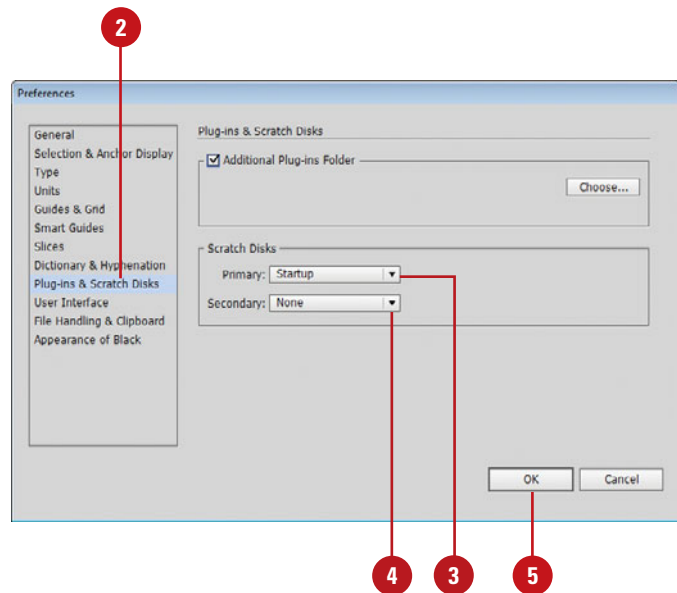 2
Preferences
General
Selection & Anchor Display
Type
Units
Guides & Grid
Smart Guides
Slices
Dictionary & Hyphenation
Plug-ins & Scratch Disks
User Interface
File Handling & Clipboard
Appearance of Black
Plug-ins & Scratch Disks
Additional Plug-ins Folder
Choose...
Scratch Disks
Primary: Startup
Secondary: None
OK Cancel
4 3 5